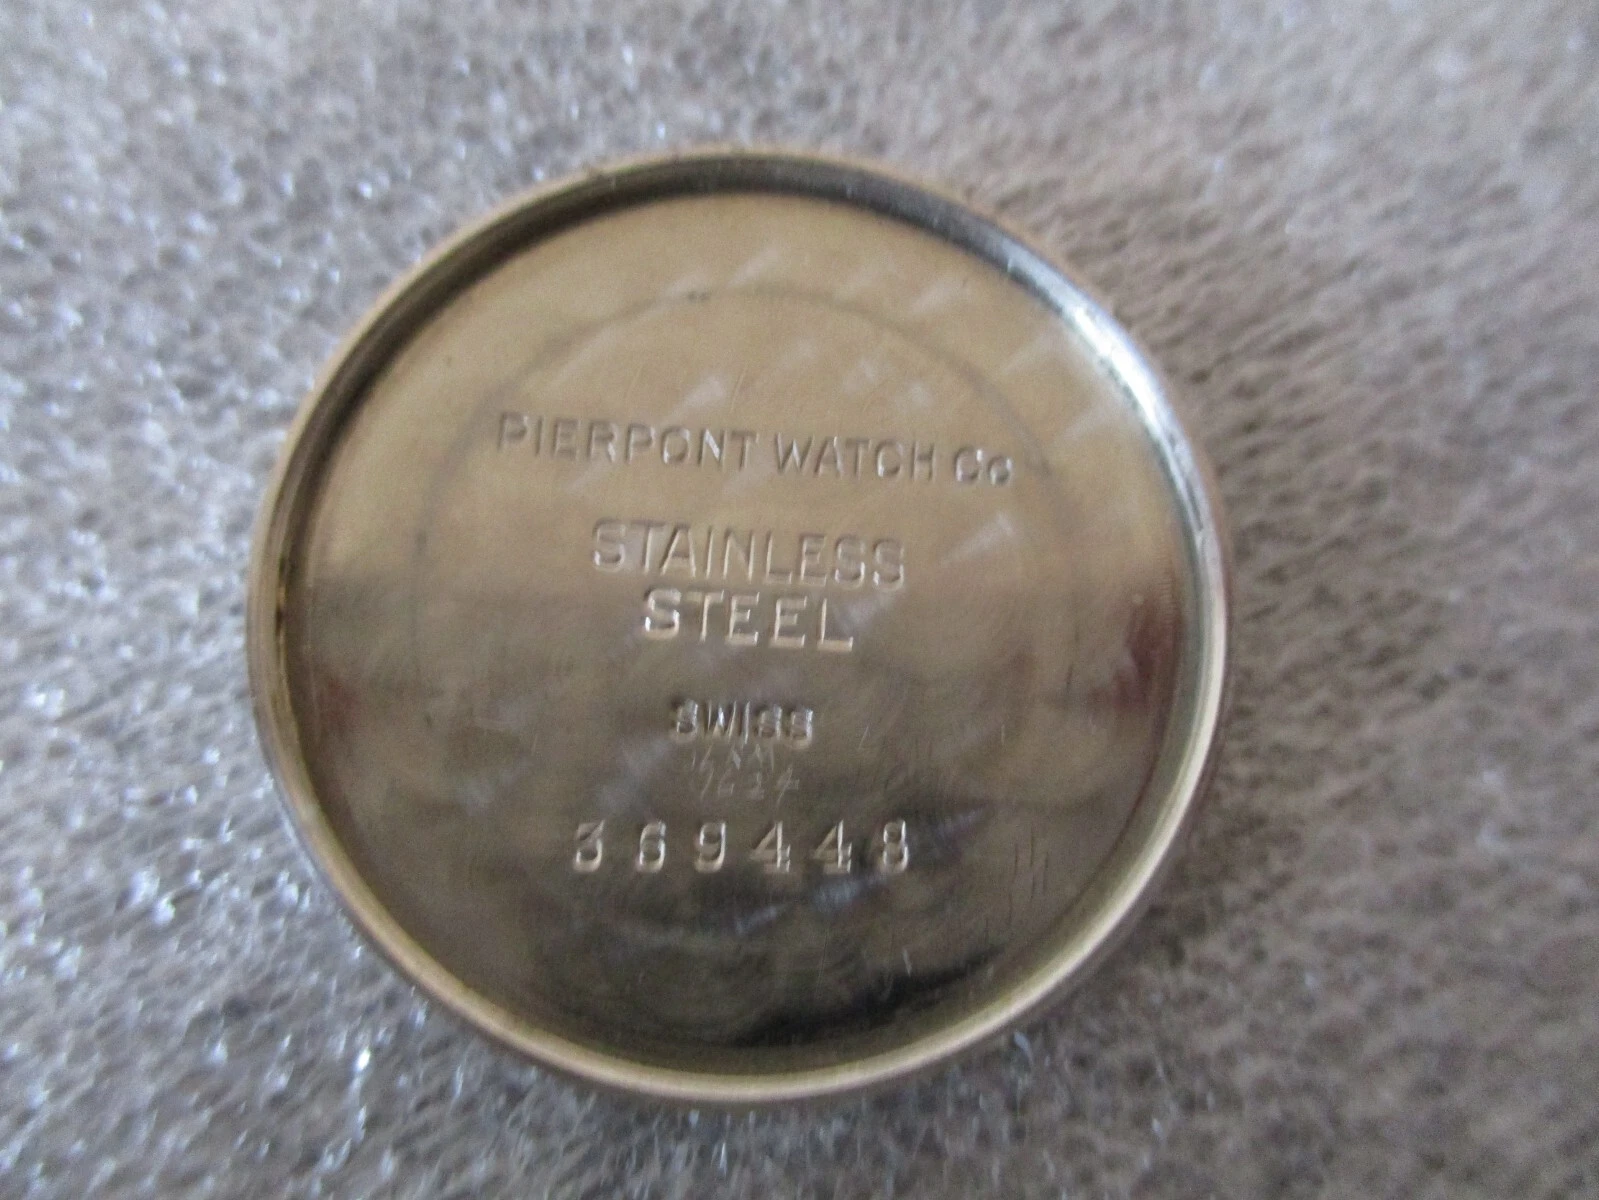 PIERPONT WATCH Co
STAINLESS
STEEL
SWISS
369448